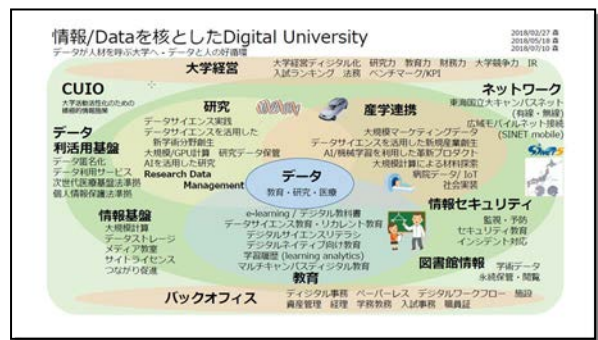 情報/Dataを核としたDigital University
データが人材を呼ぶ大学へ - データと人の好循環
2018/02/27 森
2018/05/18 森
2018/07/10 森
大学経営
大学経営ディジタル化 研究力 教育力 財務力 大学競争力 IR
入試ランキング 法務 ベンチマーク/KPI
CUIO
大学活動活性化のための
横断的情報施策
ネットワーク
東海国立大キャンパスネット
(有線・無線)
広域モバイルネット接続
(SINET mobile)
研究
データサイエンス実践
データサイエンスを活用した
新学術分野創生
大規模/GPU計算 研究データ保管
AIを活用した研究
Research Data
Management
産学連携
大規模マーケティングデータ
データサイエンスを活用した新規産業創生
AI/機械学習を利用した革新プロダクト
大規模計算による材料探索
病院データ/ IoT
社会実装
データ
利活用基盤
データ匿名化
データ利用サービス
次世代医療基盤法準拠
個人情報保護法準拠
データ
教育・研究・医療
情報基盤
大規模計算
データストレージ
メディア教室
サイトライセンス
つながり促進
e-learning / デジタル教科書
データサイエンス教育・リカレント教育
デジタルサイエンスリテラシ
デジタルネイティブ向け教育
学習履歴 (learning analytics)
マルチキャンパスディジタル教育
教育
情報セキュリティ
監視・予防
セキュリティ教育
インシデント対応
図書館情報
学術データ
永続保管・閲覧
バックオフィス
ディジタル事務 ペーパーレス デジタルワークフロー 施設
資産管理 経理 学務教務 入試事務 職員証